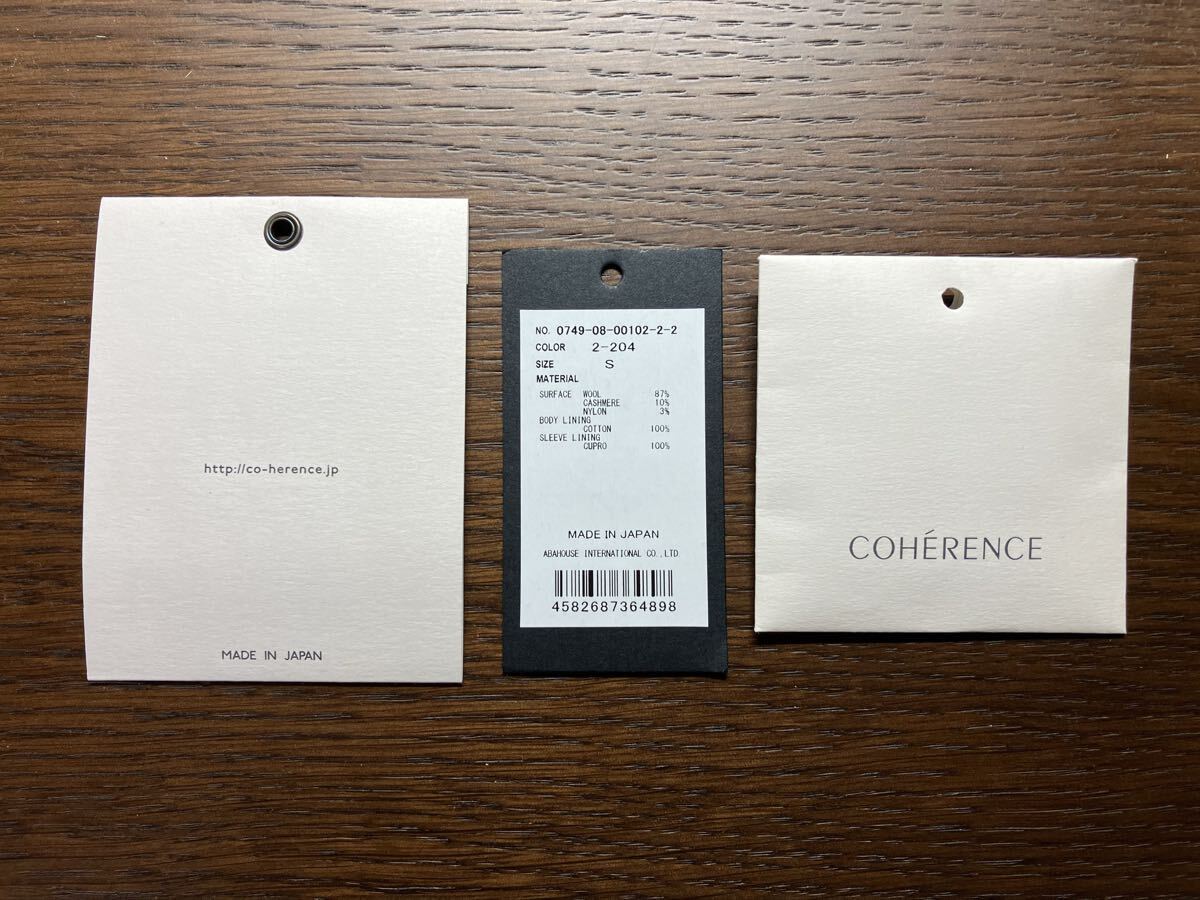 http://co-herence.jp
MADE IN JAPAN
NO. 0749-08-00102-2-2
COLOR 2-204
SIZE S
MATERIAL
SURFACE WOOL 87%
CASHMERE 10%
NYLON 3%
BODY LINING
COTTON 100%
SLEEVE LINING
CUPRO 100%
MADE IN JAPAN
ABAHOUSE INTERNATIONAL CO.,LTD
4582687364898
COHÉRENCE